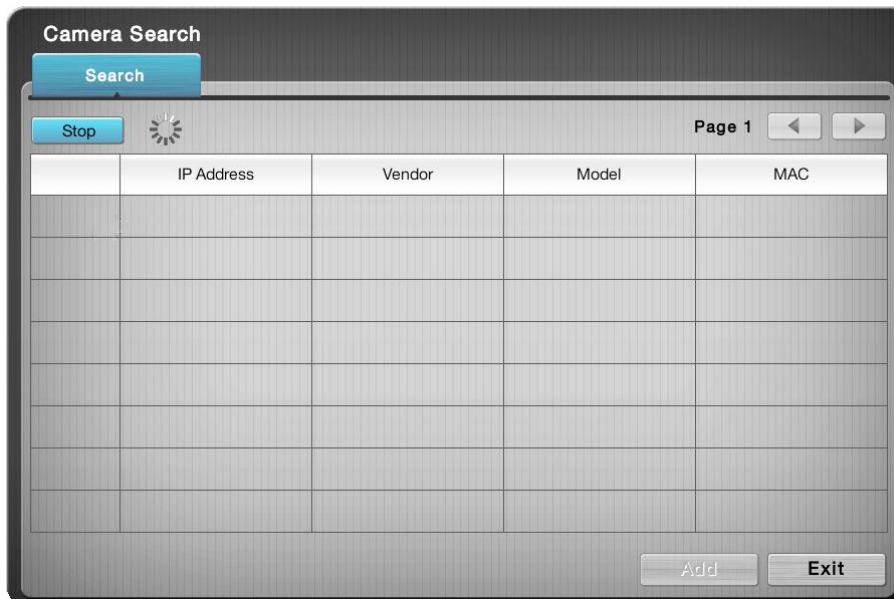 Camera Search
Search
Stop
Page 1
IP Address Vendor Model MAC
Add Exit